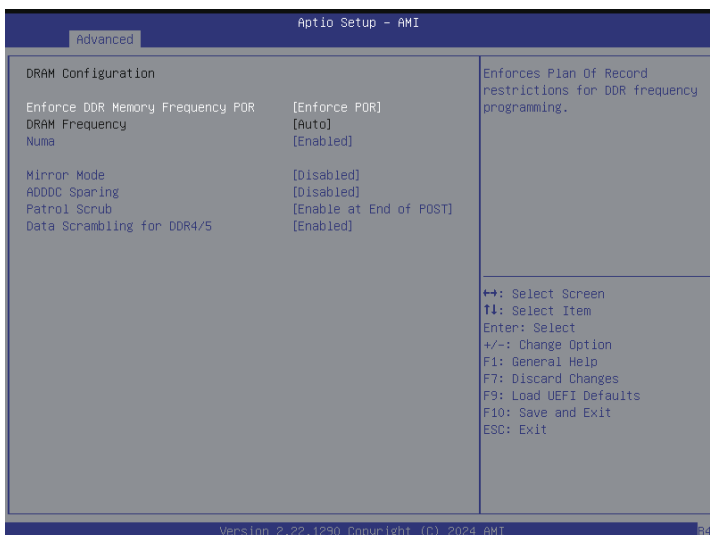 Aptio Setup – AMI
Advanced
DRAM Configuration
Enforce DDR Memory Frequency POR [Enforce POR]
DRAM Frequency [Auto]
Numa [Enabled]
Mirror Mode [Disabled]
ADDDC Sparing [Disabled]
Patrol Scrub [Enable at End of POST]
Data Scrambling for DDR4/5 [Enabled]
Enforces Plan Of Record
restrictions for DDR frequency
programming.
↔: Select Screen
↑↓: Select Item
Enter: Select
+/-: Change Option
F1: General Help
F7: Discard Changes
F9: Load UEFI Defaults
F10: Save and Exit
ESC: Exit
Version 2.22.1290 Copyright (C) 2024 AMI